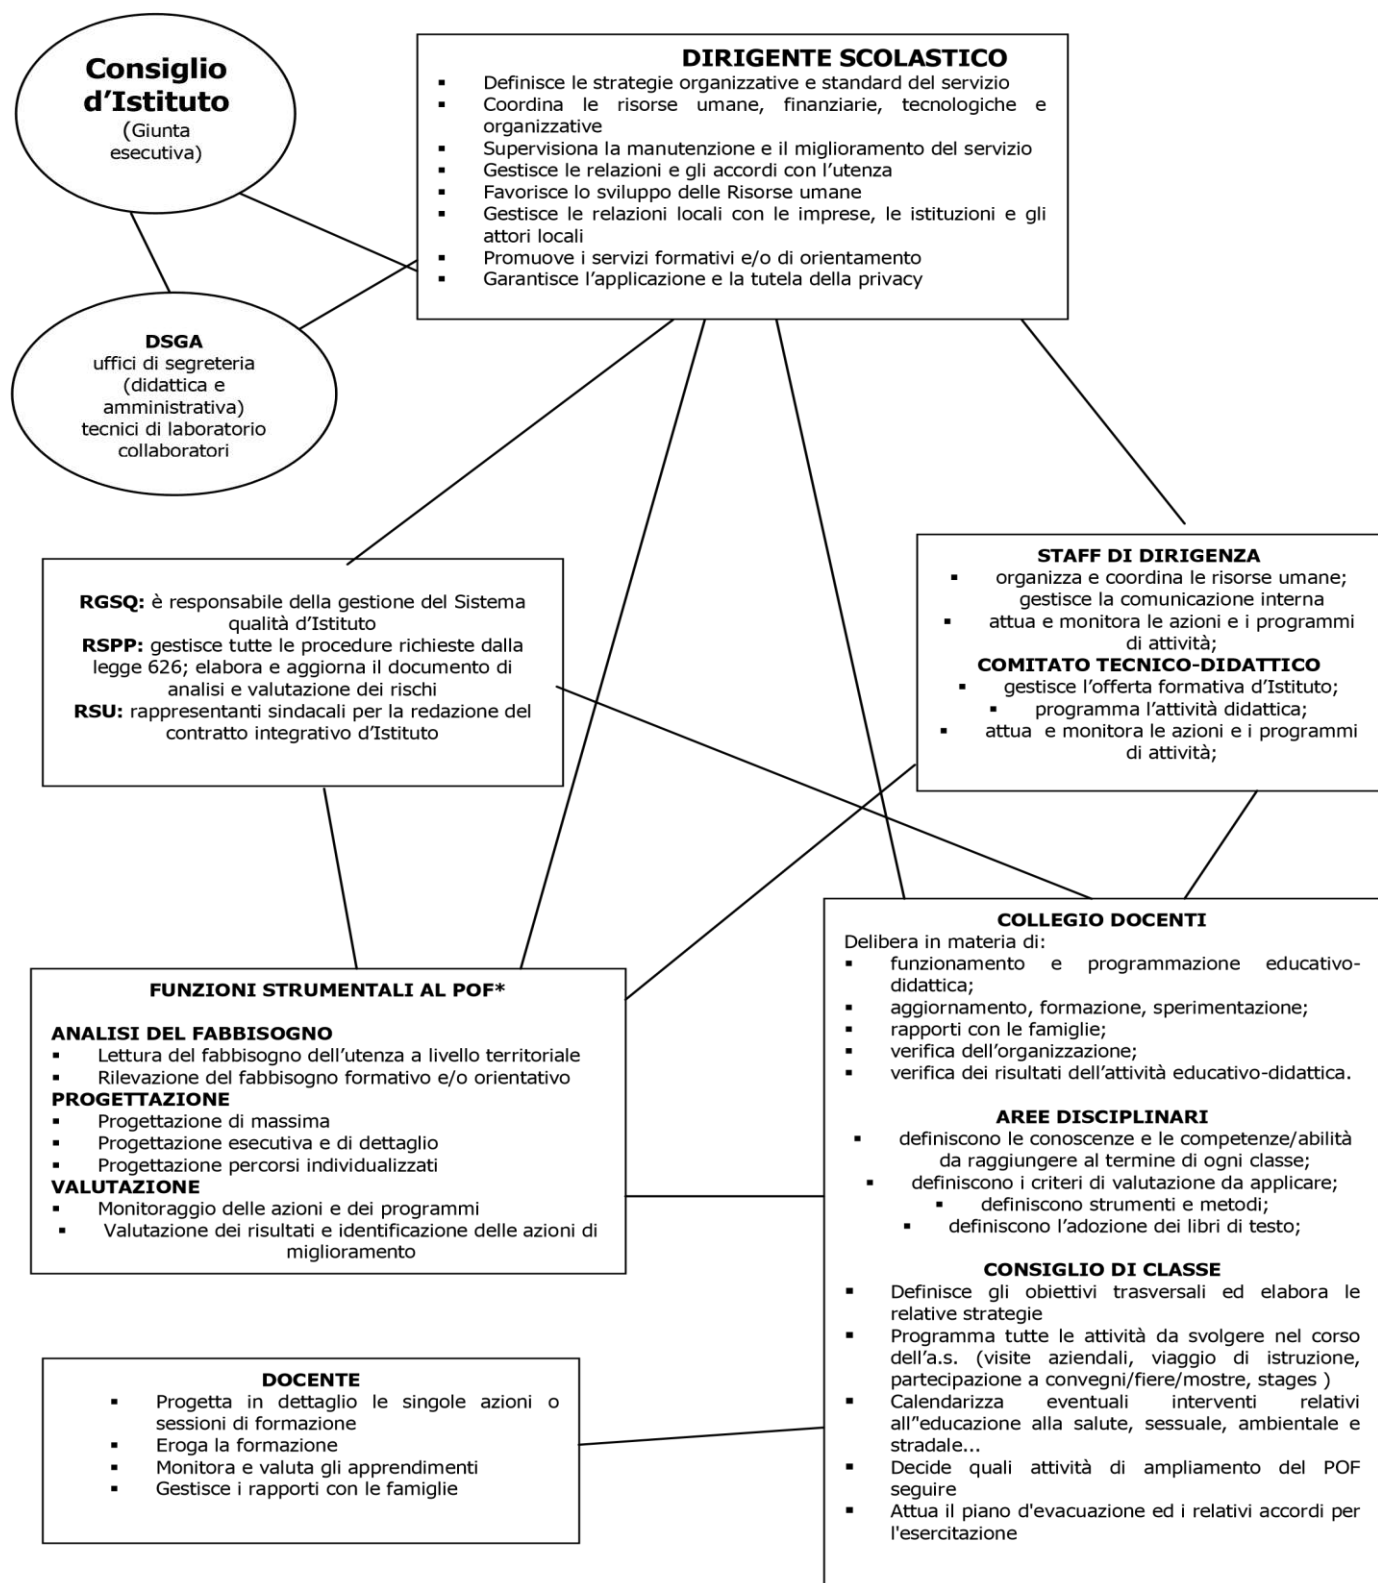 Consiglio
d’Istituto
(Giunta
esecutiva)
DIRIGENTE SCOLASTICO
▪ Definisce le strategie organizzative e standard del servizio
▪ Coordina le risorse umane, finanziarie, tecnologiche e
organizzative
▪ Supervisiona la manutenzione e il miglioramento del servizio
▪ Gestisce le relazioni e gli accordi con l’utenza
▪ Favorisce lo sviluppo delle Risorse umane
▪ Gestisce le relazioni locali con le imprese, le istituzioni e gli
attori locali
▪ Promuove i servizi formativi e/o di orientamento
▪ Garantisce l’applicazione e la tutela della privacy
DSGA
uffici di segreteria
(didattica e
amministrativa)
tecnici di laboratorio
collaboratori
RGSQ: è responsabile della gestione del Sistema
qualità d’Istituto
RSPP: gestisce tutte le procedure richieste dalla
legge 626; elabora e aggiorna il documento di
analisi e valutazione dei rischi
RSU: rappresentanti sindacali per la redazione del
contratto integrativo d’Istituto
STAFF DI DIRIGENZA
▪ organizza e coordina le risorse umane;
gestisce la comunicazione interna
▪ attua e monitora le azioni e i programmi
di attività;
COMITATO TECNICO-DIDATTICO
▪ gestisce l’offerta formativa d’Istituto;
▪ programma l’attività didattica;
▪ attua e monitora le azioni e i programmi
di attività;
FUNZIONI STRUMENTALI AL POF*
ANALISI DEL FABBISOGNO
▪ Lettura del fabbisogno dell’utenza a livello territoriale
▪ Rilevazione del fabbisogno formativo e/o orientativo
PROGETTAZIONE
▪ Progettazione di massima
▪ Progettazione esecutiva e di dettaglio
▪ Progettazione percorsi individualizzati
VALUTAZIONE
▪ Monitoraggio delle azioni e dei programmi
▪ Valutazione dei risultati e identificazione delle azioni di
miglioramento
COLLEGIO DOCENTI
Delibera in materia di:
▪ funzionamento e programmazione educativo-
didattica;
▪ aggiornamento, formazione, sperimentazione;
▪ rapporti con le famiglie;
▪ verifica dell’organizzazione;
▪ verifica dei risultati dell’attività educativo-didattica.
AREE DISCIPLINARI
▪ definiscono le conoscenze e le competenze/abilità
da raggiungere al termine di ogni classe;
▪ definiscono i criteri di valutazione da applicare;
▪ definiscono strumenti e metodi;
▪ definiscono l’adozione dei libri di testo;
CONSIGLIO DI CLASSE
▪ Definisce gli obiettivi trasversali ed elabora le
relative strategie
▪ Programma tutte le attività da svolgere nel corso
dell’a.s. (visite aziendali, viaggio di istruzione,
partecipazione a convegni/fiere/mostre, stages )
▪ Calendarizza eventuali interventi relativi
all’’educazione alla salute, sessuale, ambientale e
stradale…
▪ Decide quali attività di ampliamento del POF
seguire
▪ Attua il piano d'evacuazione ed i relativi accordi per
l'esercitazione
DOCENTE
▪ Progetta in dettaglio le singole azioni o
sessioni di formazione
▪ Eroga la formazione
▪ Monitora e valuta gli apprendimenti
▪ Gestisce i rapporti con le famiglie